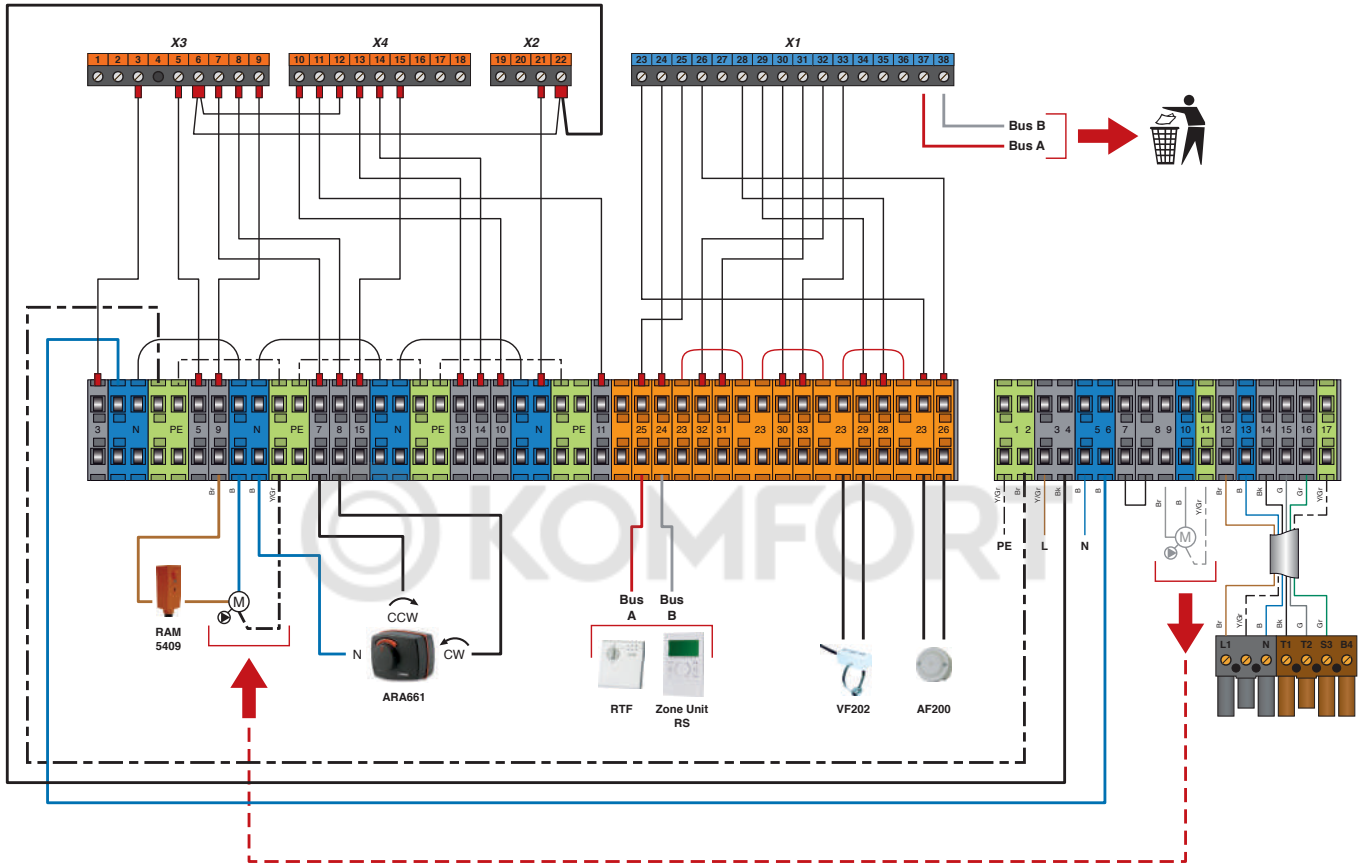 X3 X4 X2 X1
1 2 3 4 5 6 7 8 9 10 11 12 13 14 15 16 17 18 19 20 21 22 23 24 25 26 27 28 29 30 31 32 33 34 35 36 37 38
Bus B
Bus A
3 N PE 5 9 N PE 7 8 15 N PE 13 14 10 N PE 11 25 24 23 32 31 23 30 33 23 29 28 23 26
1 2 3 4 5 6 7 8 9 10 11 12 13 14 15 16 17
Br B B Y/Gr
Y/Gr Br Y/Gr Bk B B Br B Y/Gr Br B Bk G Gr Y/Gr
PE L N
M
KOMFORT
RAM
5409
M
CCW
N
CW
ARA661
Bus
A
Bus
B
RTF
Zone Unit
RS
VF202
AF200
Br Y/Gr B Bk G Gr
L1 N T1 T2 S3 B4